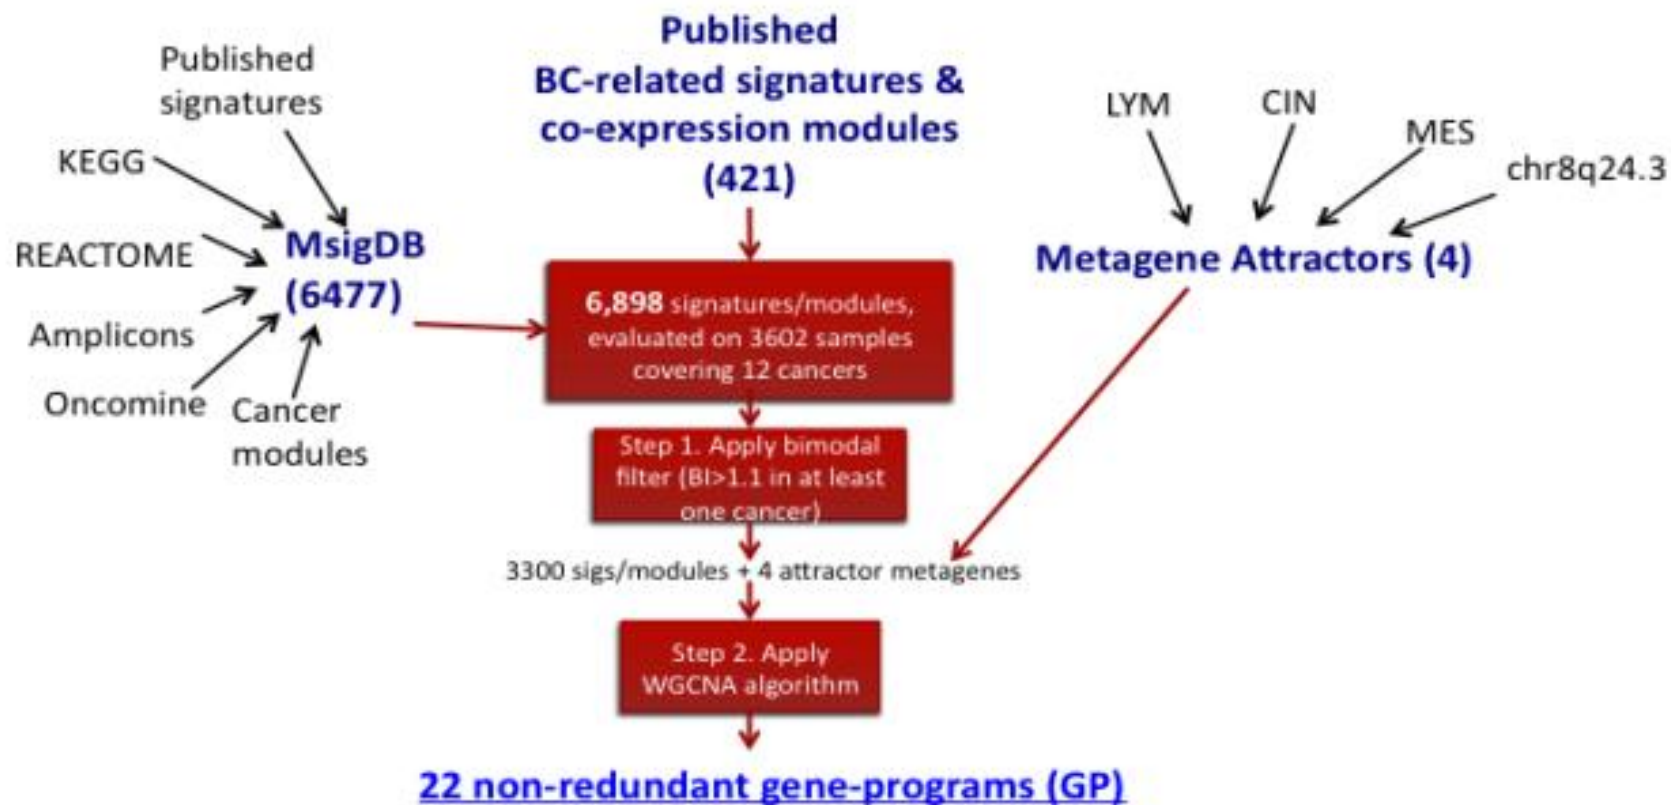 Published
signatures
KEGG
REACTOME
Amplicons
Oncomine
Cancer
modules
MsigDB
(6477)
Published
BC-related signatures &
co-expression modules
(421)
LYM
CIN
MES
chr8q24.3
Metagene Attractors (4)
6,898 signatures/modules,
evaluated on 3602 samples
covering 12 cancers
Step 1. Apply bimodal
filter (BI>1.1 in at least
one cancer)
3300 sigs/modules + 4 attractor metagenes
Step 2. Apply
WGCNA algorithm
22 non-redundant gene-programs (GP)